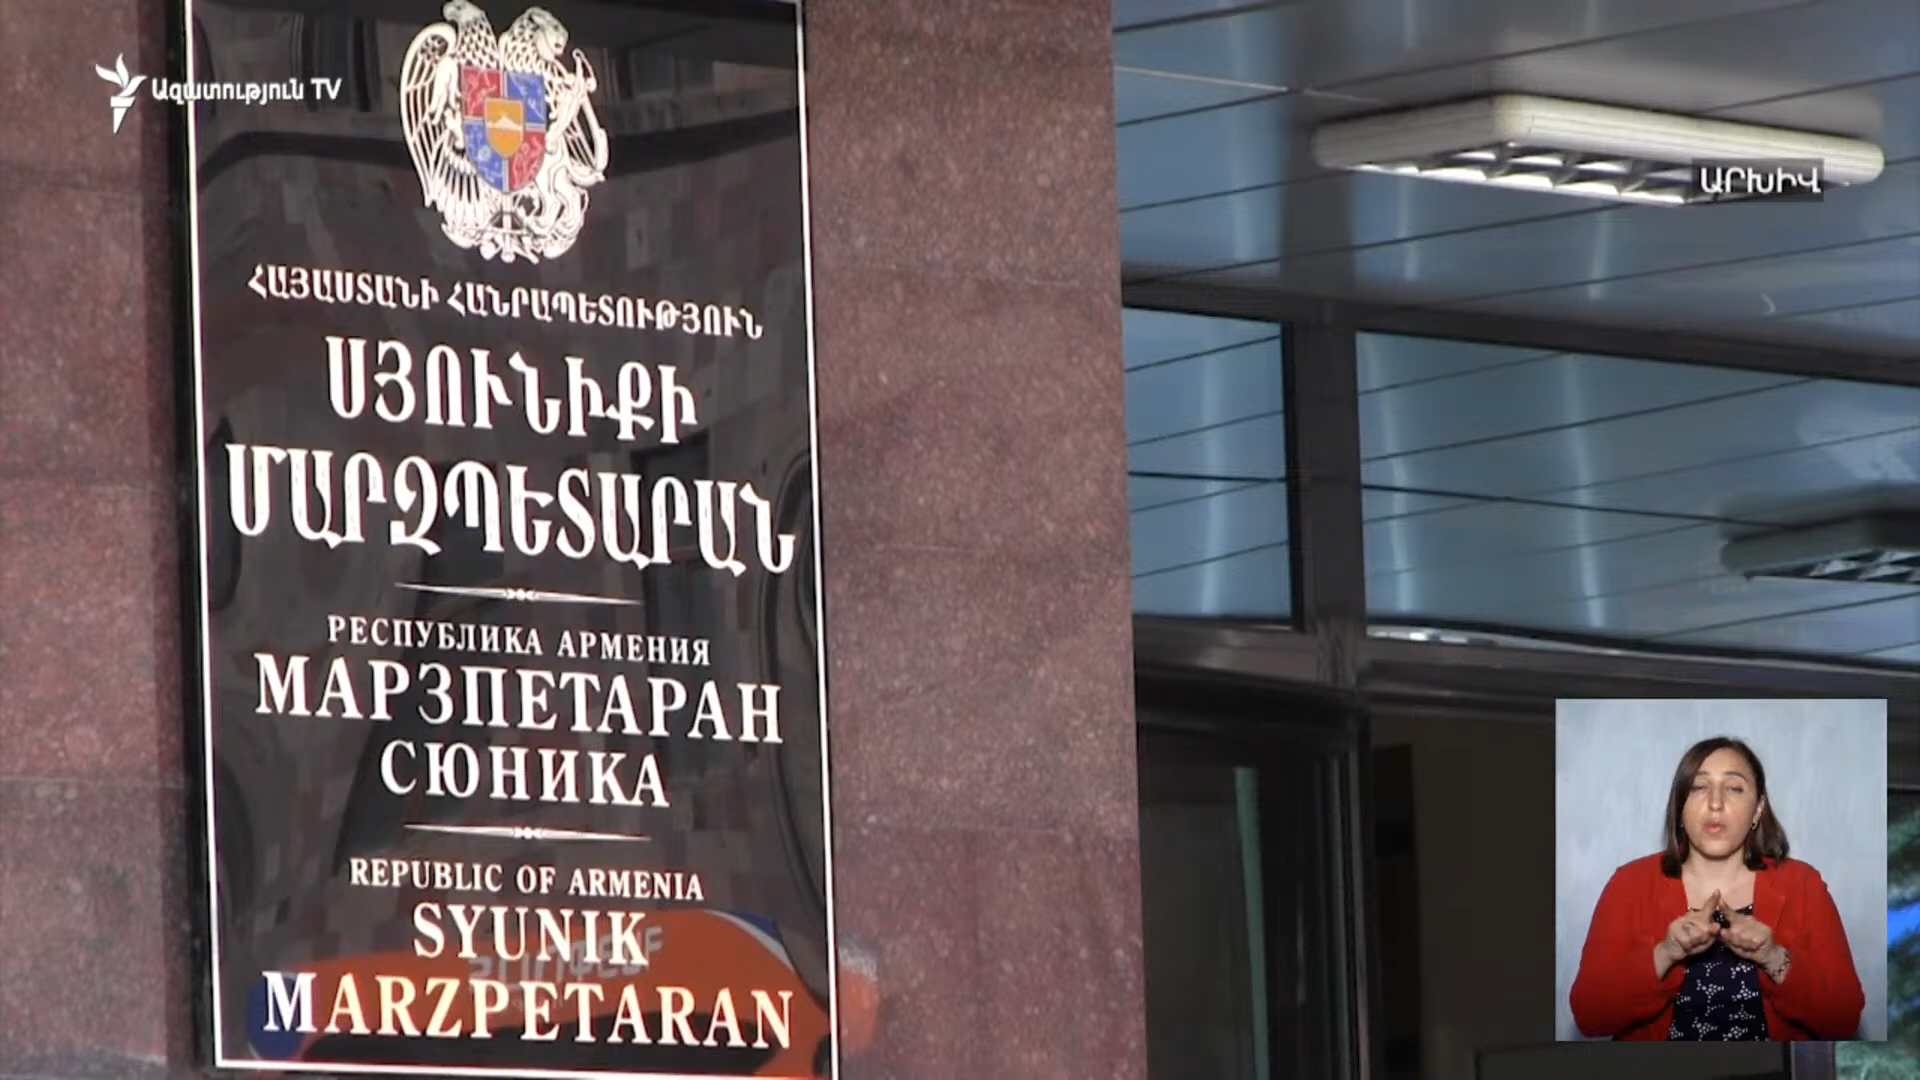 Ազատություն TV
ԱՐԽԻՎ
ՀԱՅԱՍՏԱՆԻ ՀԱՆՐԱՊԵՏՈՒԹՅՈՒՆ
ՍՅՈՒՆԻՔԻ
ՄԱՐԶՊԵՏԱՐԱՆ
РЕСПУБЛИКА АРМЕНИЯ
МАРЗПЕТАРАН
СЮНИКА
REPUBLIC OF ARMENIA
SYUNIK
MARZPETARAN